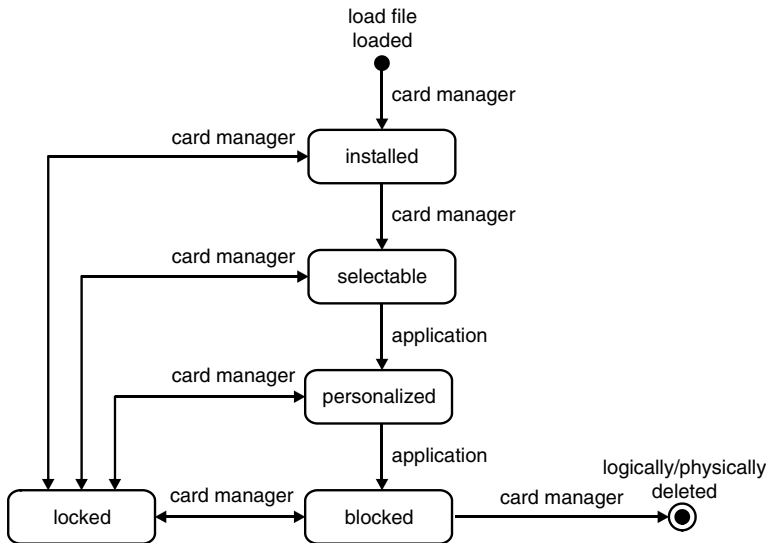 load file
loaded
card manager
card manager
installed
card manager
card manager
selectable
application
card manager
personalized
application
logically/physically
deleted
card manager
card manager
locked
blocked